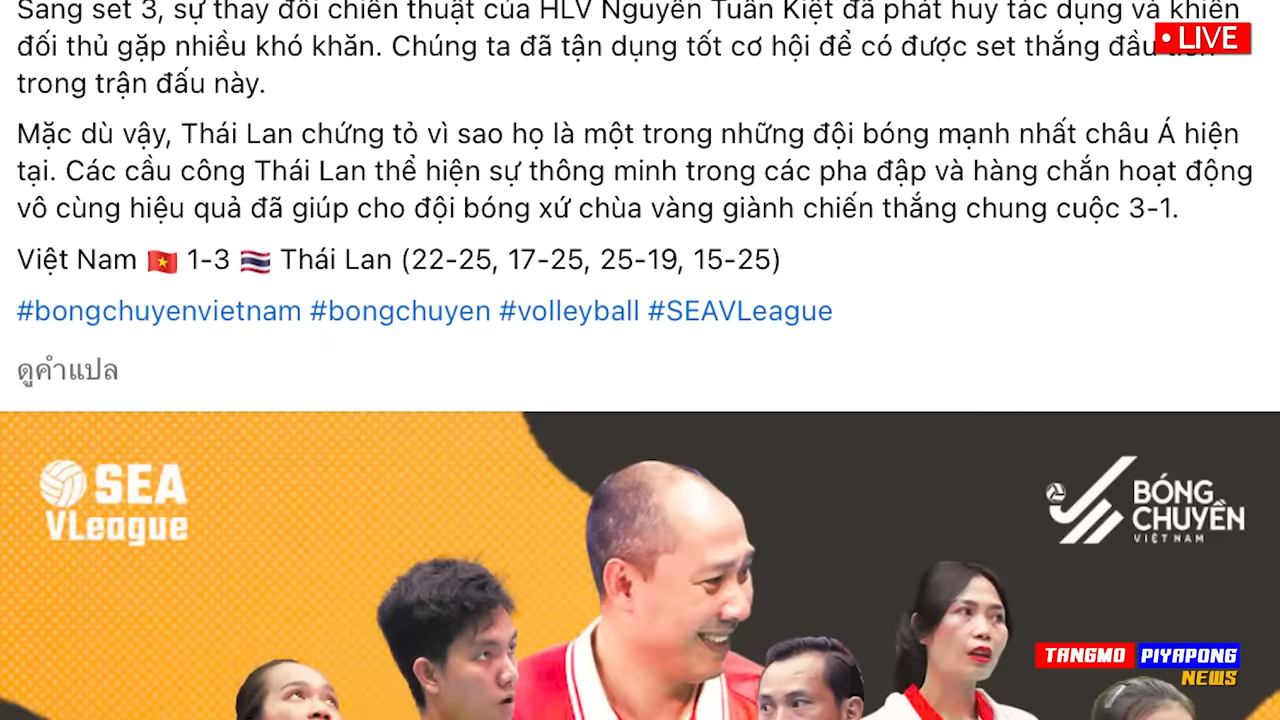 Sang set 3, sự thay đổi chiến thuật của HLV Nguyễn Tuấn Kiệt đã phát huy tác dụng và khiến
đối thủ gặp nhiều khó khăn. Chúng ta đã tận dụng tốt cơ hội để có được set thắng đầu tiên
trong trận đấu này.
• LIVE
Mặc dù vậy, Thái Lan chứng tỏ vì sao họ là một trong những đội bóng mạnh nhất châu Á hiện
tại. Các cầu công Thái Lan thể hiện sự thông minh trong các pha đập và hàng chắn hoạt động
vô cùng hiệu quả đã giúp cho đội bóng xứ chùa vàng giành chiến thắng chung cuộc 3-1.
Việt Nam 🇻🇳 1-3 🇹🇭 Thái Lan (22-25, 17-25, 25-19, 15-25)
#bongchuyenvietnam #bongchuyen #volleyball #SEAVLeague
ดูคำแปล
SEA
VLeague
BÓNG
CHUYỀN
VIỆT NAM
TANGMO PIYAPONG
NEWS